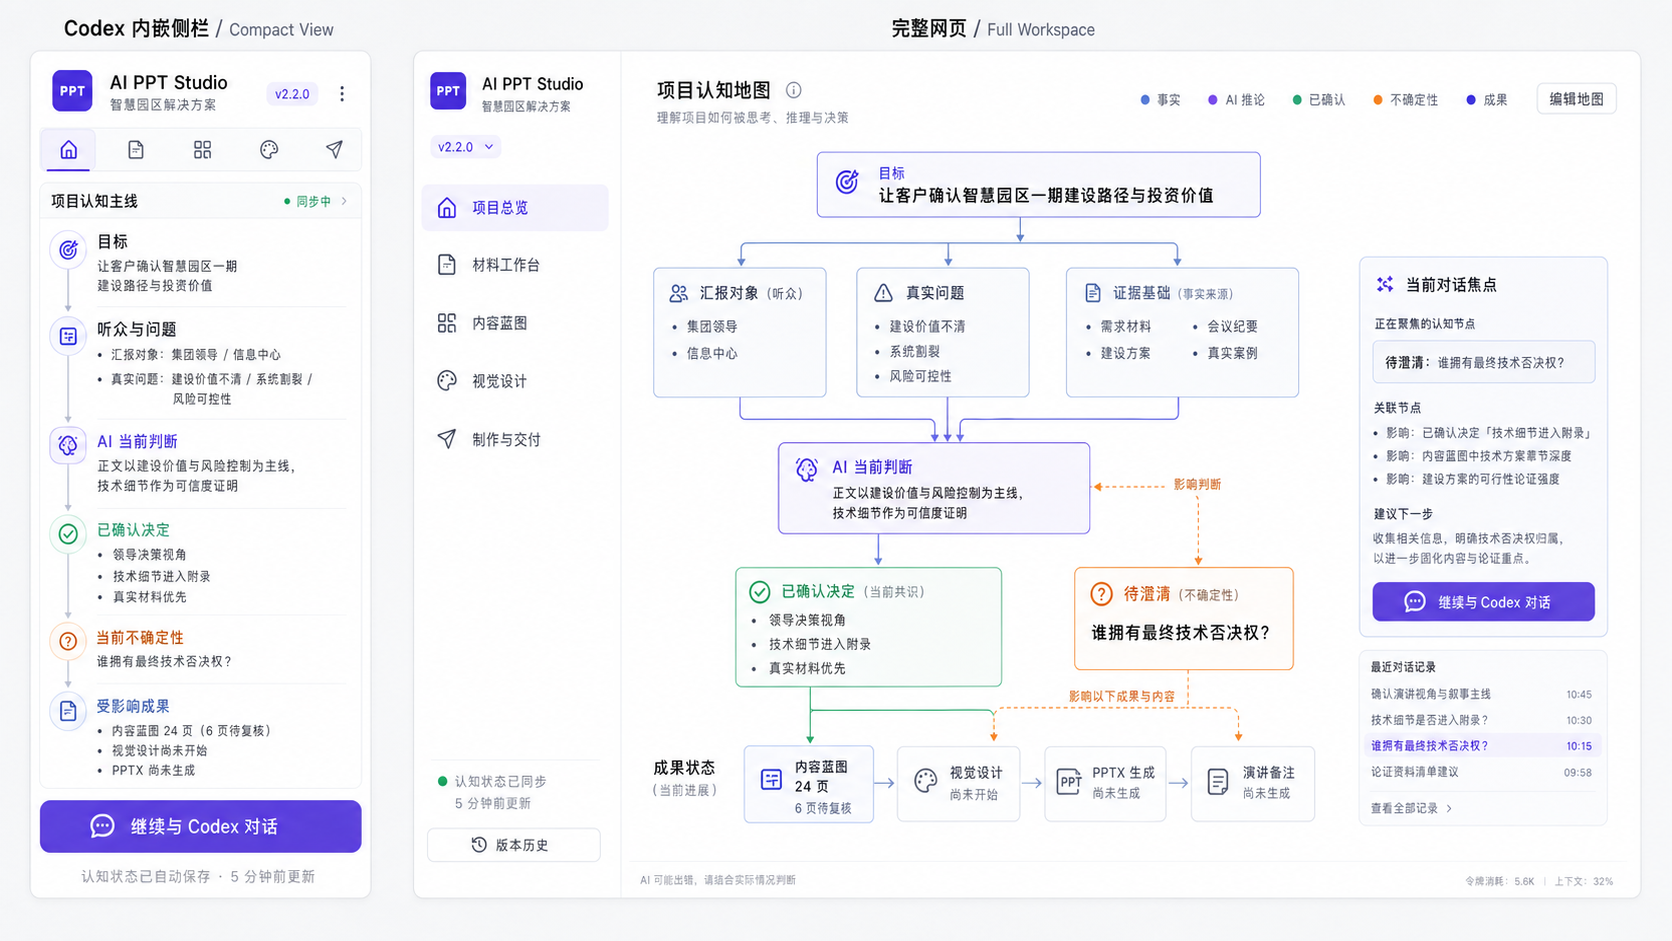 Codex 内嵌侧栏 / Compact View
PPT
AI PPT Studio
智慧园区解决方案
v2.2.0
项目认知主线
同步中
目标
让客户确认智慧园区一期
建设路径与投资价值
听众与问题
• 汇报对象：集团领导 / 信息中心
• 真实问题：建设价值不清 / 系统割裂 /
风险可控性
AI 当前判断
正文以建设价值与风险控制为主线，
技术细节作为可信度证明
已确认决定
• 领导决策视角
• 技术细节进入附录
• 真实材料优先
当前不确定性
谁拥有最终技术否决权？
受影响成果
• 内容蓝图 24 页（6 页待复核）
• 视觉设计尚未开始
• PPTX 尚未生成
继续与 Codex 对话
认知状态已自动保存 · 5 分钟前更新
完整网页 / Full Workspace
PPT
AI PPT Studio
智慧园区解决方案
v2.2.0
项目总览
材料工作台
内容蓝图
视觉设计
制作与交付
认知状态已同步
5 分钟前更新
版本历史
项目认知地图
理解项目如何被思考、推理与决策
事实
AI 推论
已确认
不确定性
成果
编辑地图
目标
让客户确认智慧园区一期建设路径与投资价值
汇报对象（听众）
• 集团领导
• 信息中心
真实问题
• 建设价值不清
• 系统割裂
• 风险可控性
证据基础（事实来源）
• 需求材料
• 会议纪要
• 建设方案
• 真实案例
AI 当前判断
正文以建设价值与风险控制为主线，
技术细节作为可信度证明
影响判断
已确认决定（当前共识）
• 领导决策视角
• 技术细节进入附录
• 真实材料优先
待澄清（不确定性）
谁拥有最终技术否决权？
影响以下成果与内容
成果状态
（当前进展）
内容蓝图
24 页
6 页待复核
视觉设计
尚未开始
PPT
PPTX 生成
尚未生成
演讲备注
尚未生成
当前对话焦点
正在聚焦的认知节点
待澄清：谁拥有最终技术否决权？
关联节点
• 影响：已确认决定「技术细节进入附录」
• 影响：内容蓝图中技术方案章节深度
• 影响：建设方案的可行性论证强度
建议下一步
收集相关信息，明确技术否决权归属，
以进一步固化内容与论证重点。
继续与 Codex 对话
最近对话记录
确认演讲视角与叙事主线 10:45
技术细节是否进入附录？ 10:30
谁拥有最终技术否决权？ 10:15
论证资料清单建议 09:58
查看全部记录
AI 可能出错，请结合实际情况判断
令牌消耗：5.6K | 上下文：32%